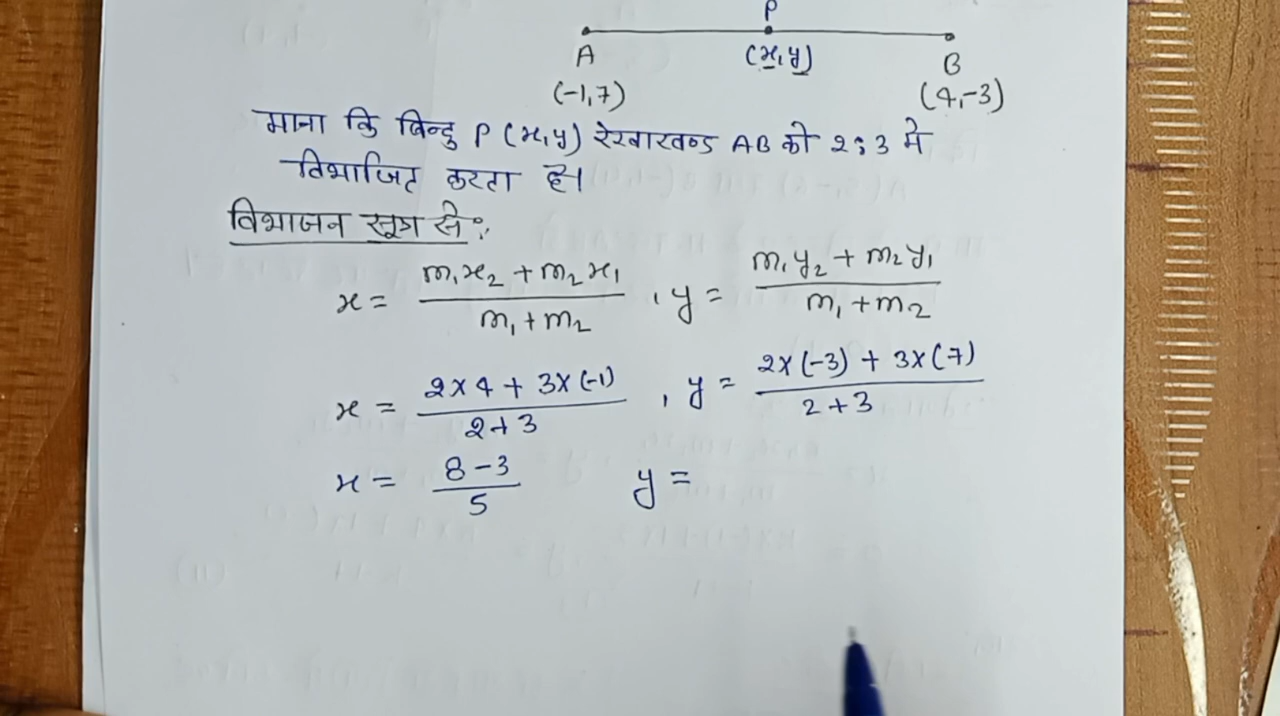 P
A (x,y) B
(-1,7) (4,-3)
माना कि बिन्दु P (x,y) रेखाखण्ड AB को 2:3 मे
विभाजित करता है।
विभाजन सूत्र से:
x = (m₁x₂ + m₂x₁)/(m₁+m₂) , y = (m₁y₂ + m₂y₁)/(m₁+m₂)
x = (2×4 + 3×(-1))/(2+3) , y = (2×(-3) + 3×(7))/(2+3)
x = (8-3)/5 y =